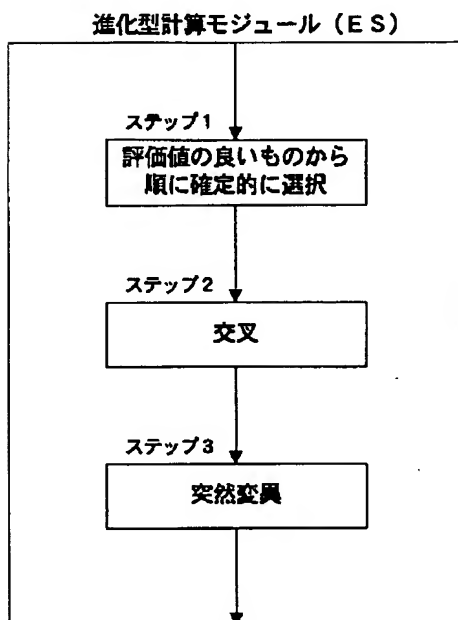 進化型計算モジュール（ES）
ステップ1
評価値の良いものから
順に確定的に選択
ステップ2
交叉
ステップ3
突然変異